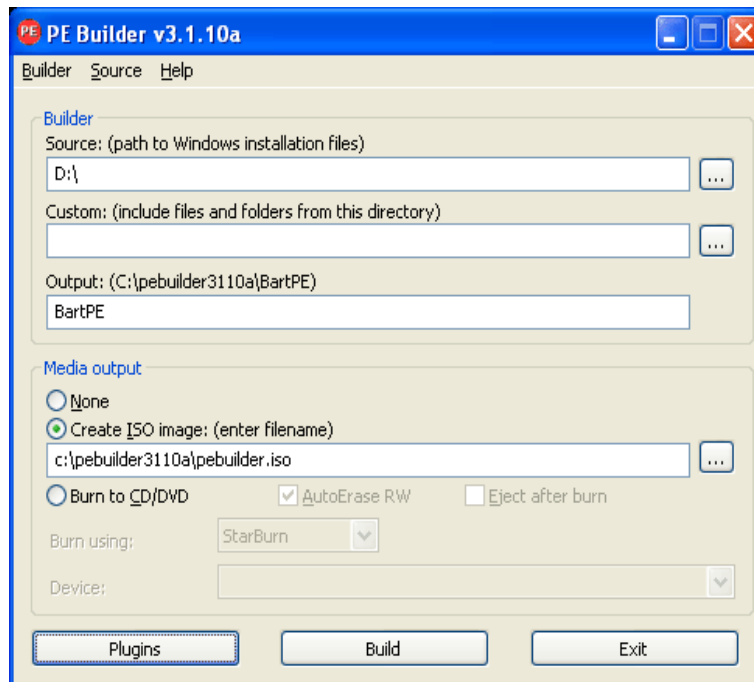 PE PE Builder v3.1.10a
Builder Source Help
Builder
Source: (path to Windows installation files)
D:\
...
Custom: (include files and folders from this directory)
...
Output: (C:\pebuilder3110a\BartPE)
BartPE
Media output
None
Create ISO image: (enter filename)
c:\pebuilder3110a\pebuilder.iso
...
Burn to CD/DVD AutoErase RW Eject after burn
Burn using: StarBurn
Device:
Plugins Build Exit